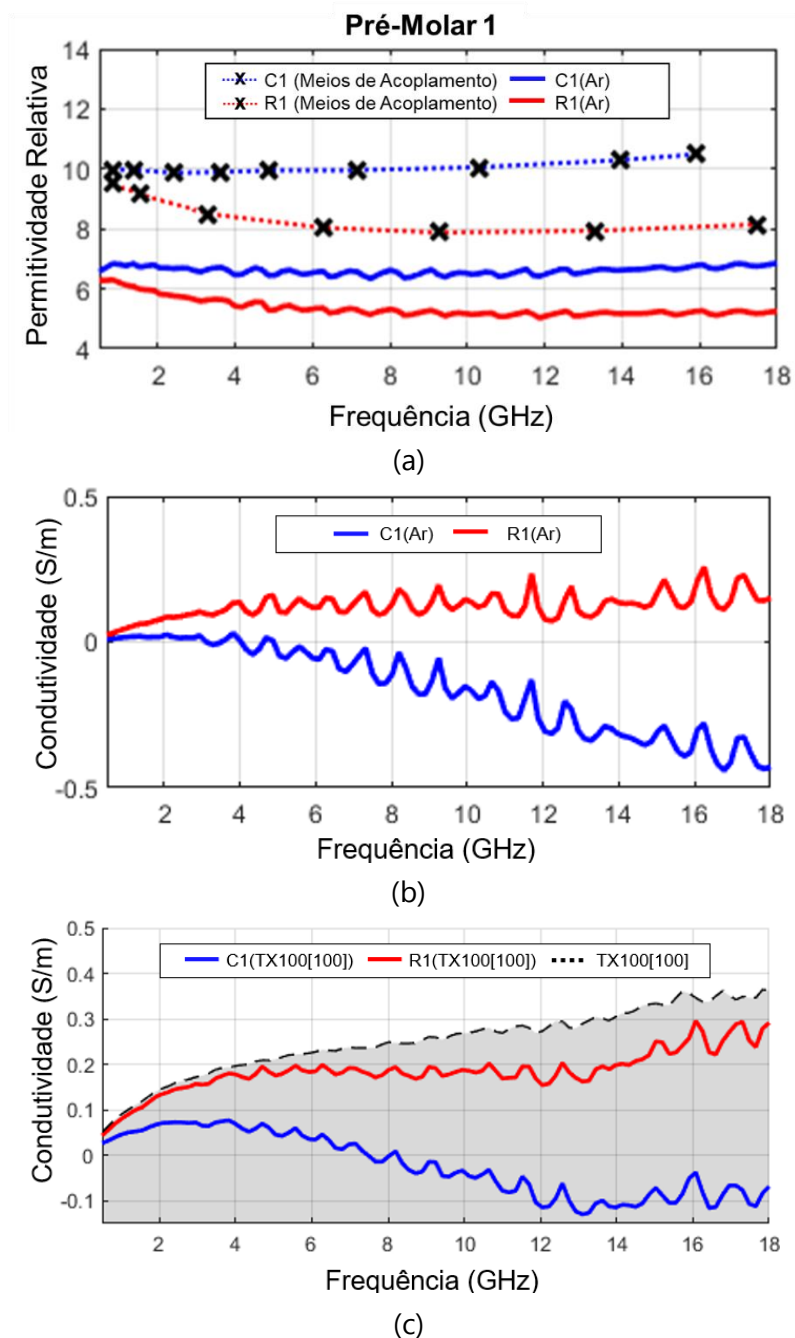 Pré-Molar 1
14
12
10
8
6
4
Permitividade Relativa
C1 (Meios de Acoplamento) C1(Ar)
R1 (Meios de Acoplamento) R1(Ar)
2 4 6 8 10 12 14 16 18
Frequência (GHz)
(a)
0.5
0
-0.5
Condutividade (S/m)
C1(Ar) R1(Ar)
2 4 6 8 10 12 14 16 18
Frequência (GHz)
(b)
0.5
0.4
0.3
0.2
0.1
0
-0.1
Condutividade (S/m)
C1(TX100[100]) R1(TX100[100]) TX100[100]
2 4 6 8 10 12 14 16 18
Frequência (GHz)
(c)